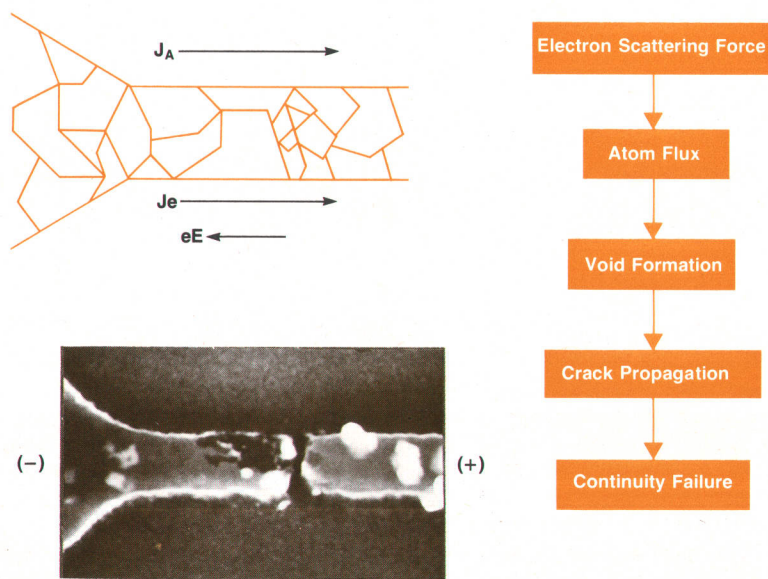 J_A
Je
eE
(–)
(+)
Electron Scattering Force
Atom Flux
Void Formation
Crack Propagation
Continuity Failure